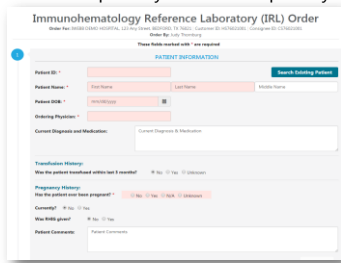 Immunohematology Reference Laboratory (IRL) Order
Order By: Judy Thornburg
These fields marked with * are required
1
PATIENT INFORMATION
Patient ID: *
Search Existing Patient
Patient Name: * First Name Last Name Middle Name
Patient DOB: * mm/dd/yyyy
Ordering Physician: *
Current Diagnosis and Medication: Current Diagnosis & Medication
Transfusion History:
Was the patient transfused within last 3 months? No Yes Unknown
Pregnancy History:
Has the patient ever been pregnant? * No Yes N/A Unknown
Currently? No Yes
Was RHIG given? No Yes
Patient Comments: Patient Comments